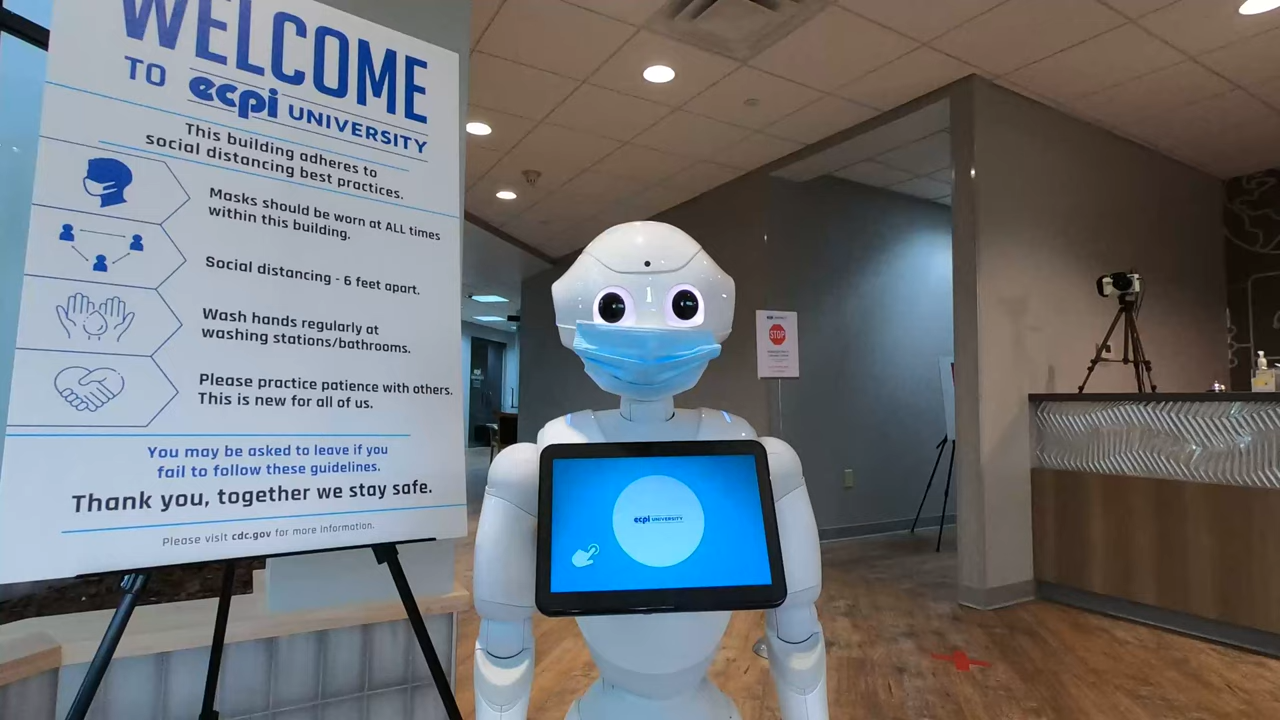 WELCOME
TO ecpi UNIVERSITY
This building adheres to
social distancing best practices.
Masks should be worn at ALL times
within this building.
Social distancing - 6 feet apart.
Wash hands regularly at
washing stations/bathrooms.
Please practice patience with others.
This is new for all of us.
You may be asked to leave if you
fail to follow these guidelines.
Thank you, together we stay safe.
Please visit cdc.gov for more information.
STOP
ecpi UNIVERSITY